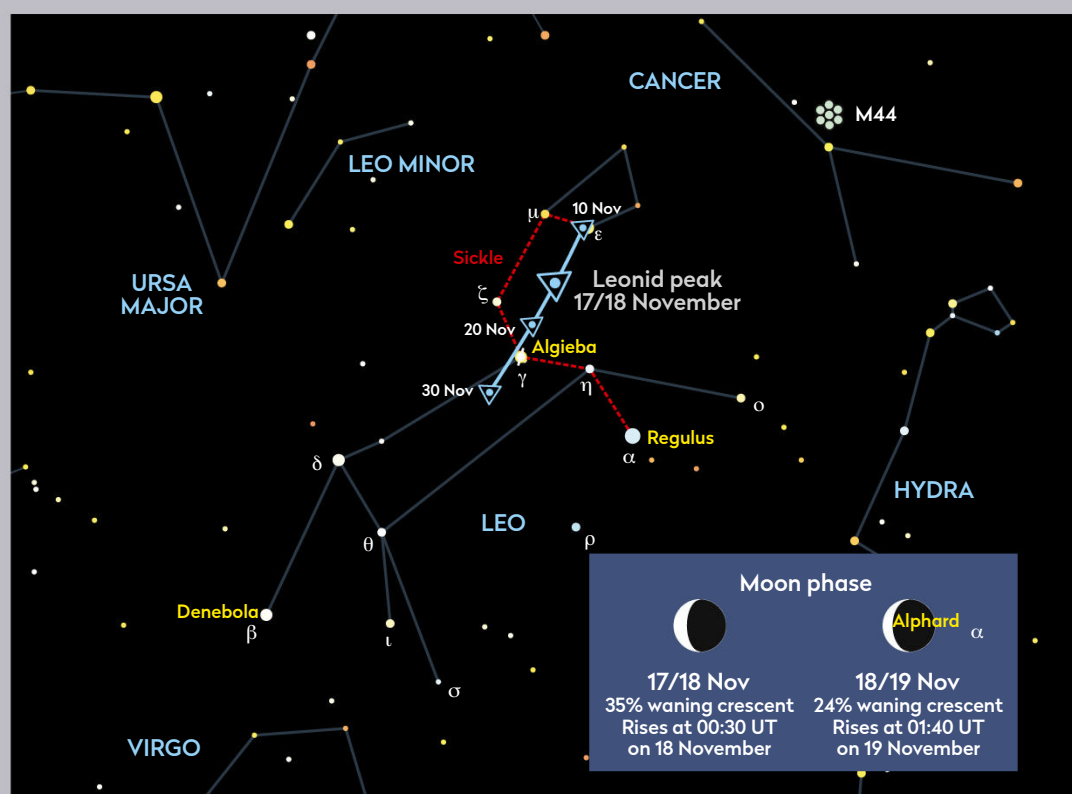 CANCER
M44
LEO MINOR
μ
10 Nov
ε
Sickle
URSA
MAJOR
Leonid peak
17/18 November
ζ
20 Nov
Algieba
γ
30 Nov
η
ο
Regulus
α
δ
HYDRA
LEO
θ
ρ
Denebola
β
ι
σ
VIRGO
Moon phase
Alphard
α
17/18 Nov
35% waning crescent
Rises at 00:30 UT
on 18 November
18/19 Nov
24% waning crescent
Rises at 01:40 UT
on 19 November